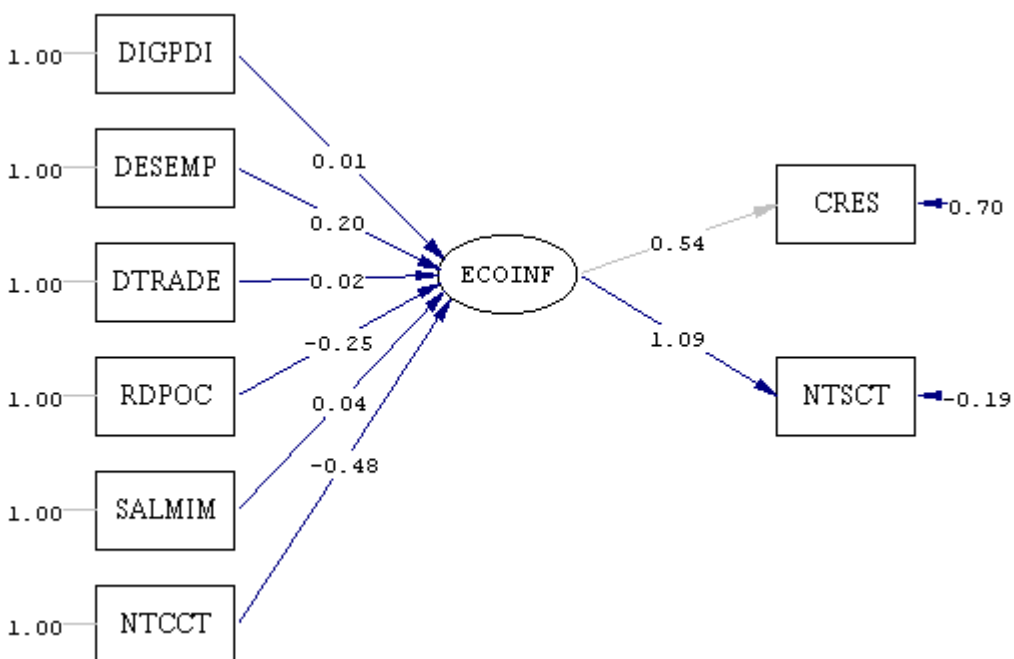 1.00 DIGPDI
1.00 DESEMP
1.00 DTRADE
1.00 RDPOC
1.00 SALMIM
1.00 NTCCT
0.01
0.20
0.02
-0.25
0.04
-0.48
ECOINF
0.54
1.09
CRES 0.70
NTSCT -0.19